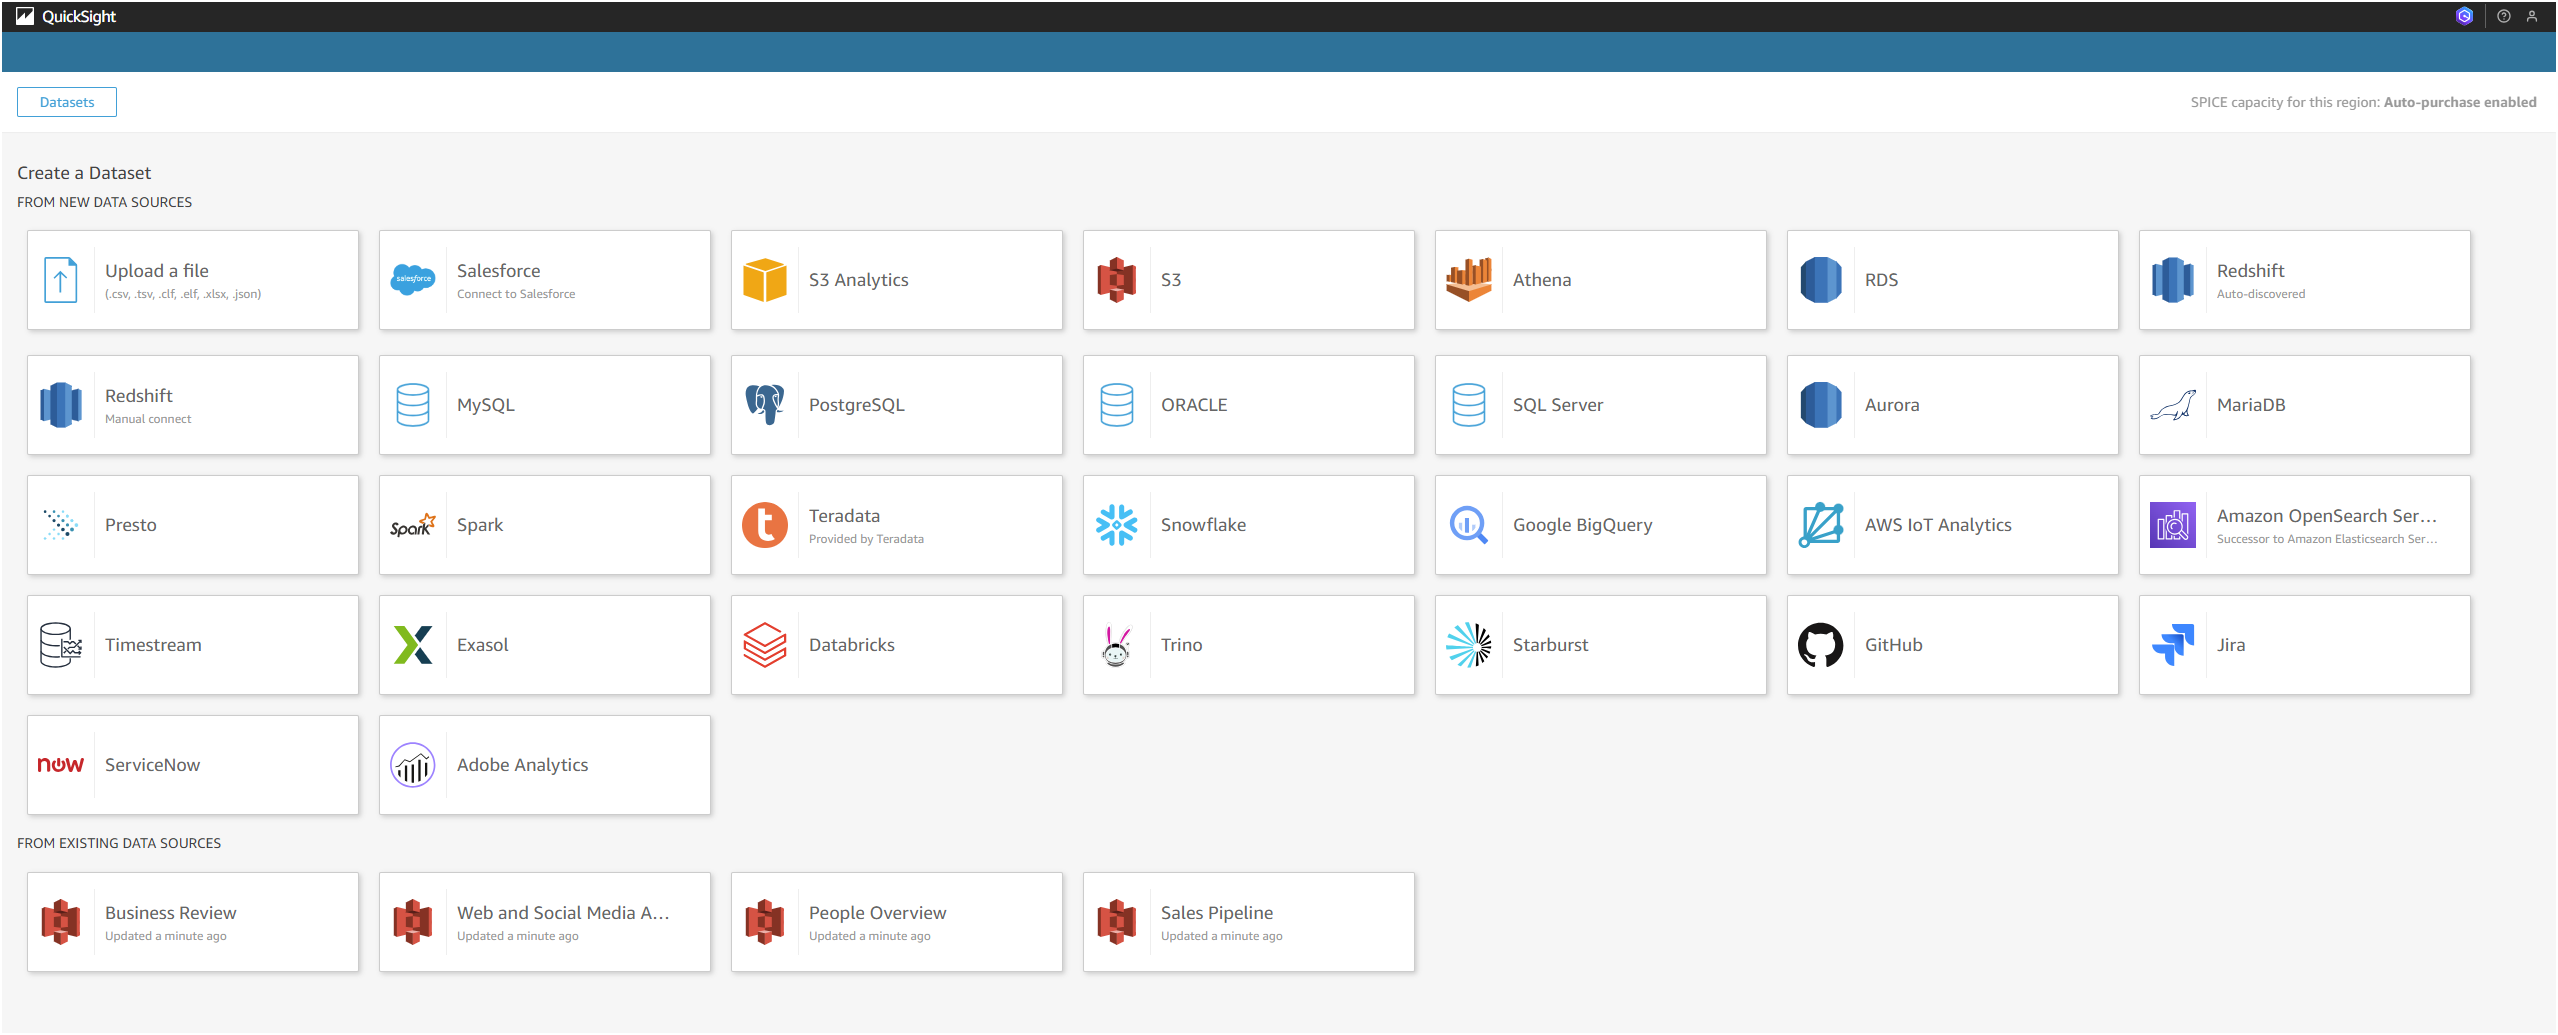 QuickSight
Datasets
SPICE capacity for this region: Auto-purchase enabled
Create a Dataset
FROM NEW DATA SOURCES
Upload a file
(.csv, .tsv, .clf, .elf, .xlsx, .json)
salesforce
Salesforce
Connect to Salesforce
S3 Analytics
S3
Athena
RDS
Redshift
Auto-discovered
Redshift
Manual connect
MySQL
PostgreSQL
ORACLE
SQL Server
Aurora
MariaDB
Presto
Spark
Spark
t
Teradata
Provided by Teradata
Snowflake
Google BigQuery
AWS IoT Analytics
Amazon OpenSearch Ser...
Successor to Amazon Elasticsearch Ser...
Timestream
Exasol
Databricks
Trino
Starburst
GitHub
Jira
now
ServiceNow
Adobe Analytics
FROM EXISTING DATA SOURCES
Business Review
Updated a minute ago
Web and Social Media A...
Updated a minute ago
People Overview
Updated a minute ago
Sales Pipeline
Updated a minute ago